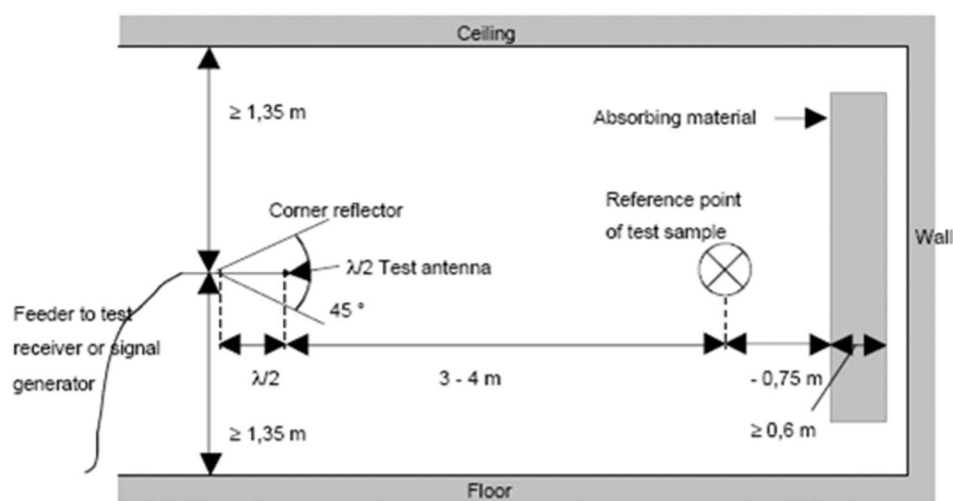 Ceiling
≥ 1,35 m
Absorbing material
Corner reflector
Reference point
of test sample
Wall
λ/2 Test antenna
45 °
Feeder to test
receiver or signal
generator
λ/2
3 - 4 m
- 0,75 m
≥ 0,6 m
≥ 1,35 m
Floor